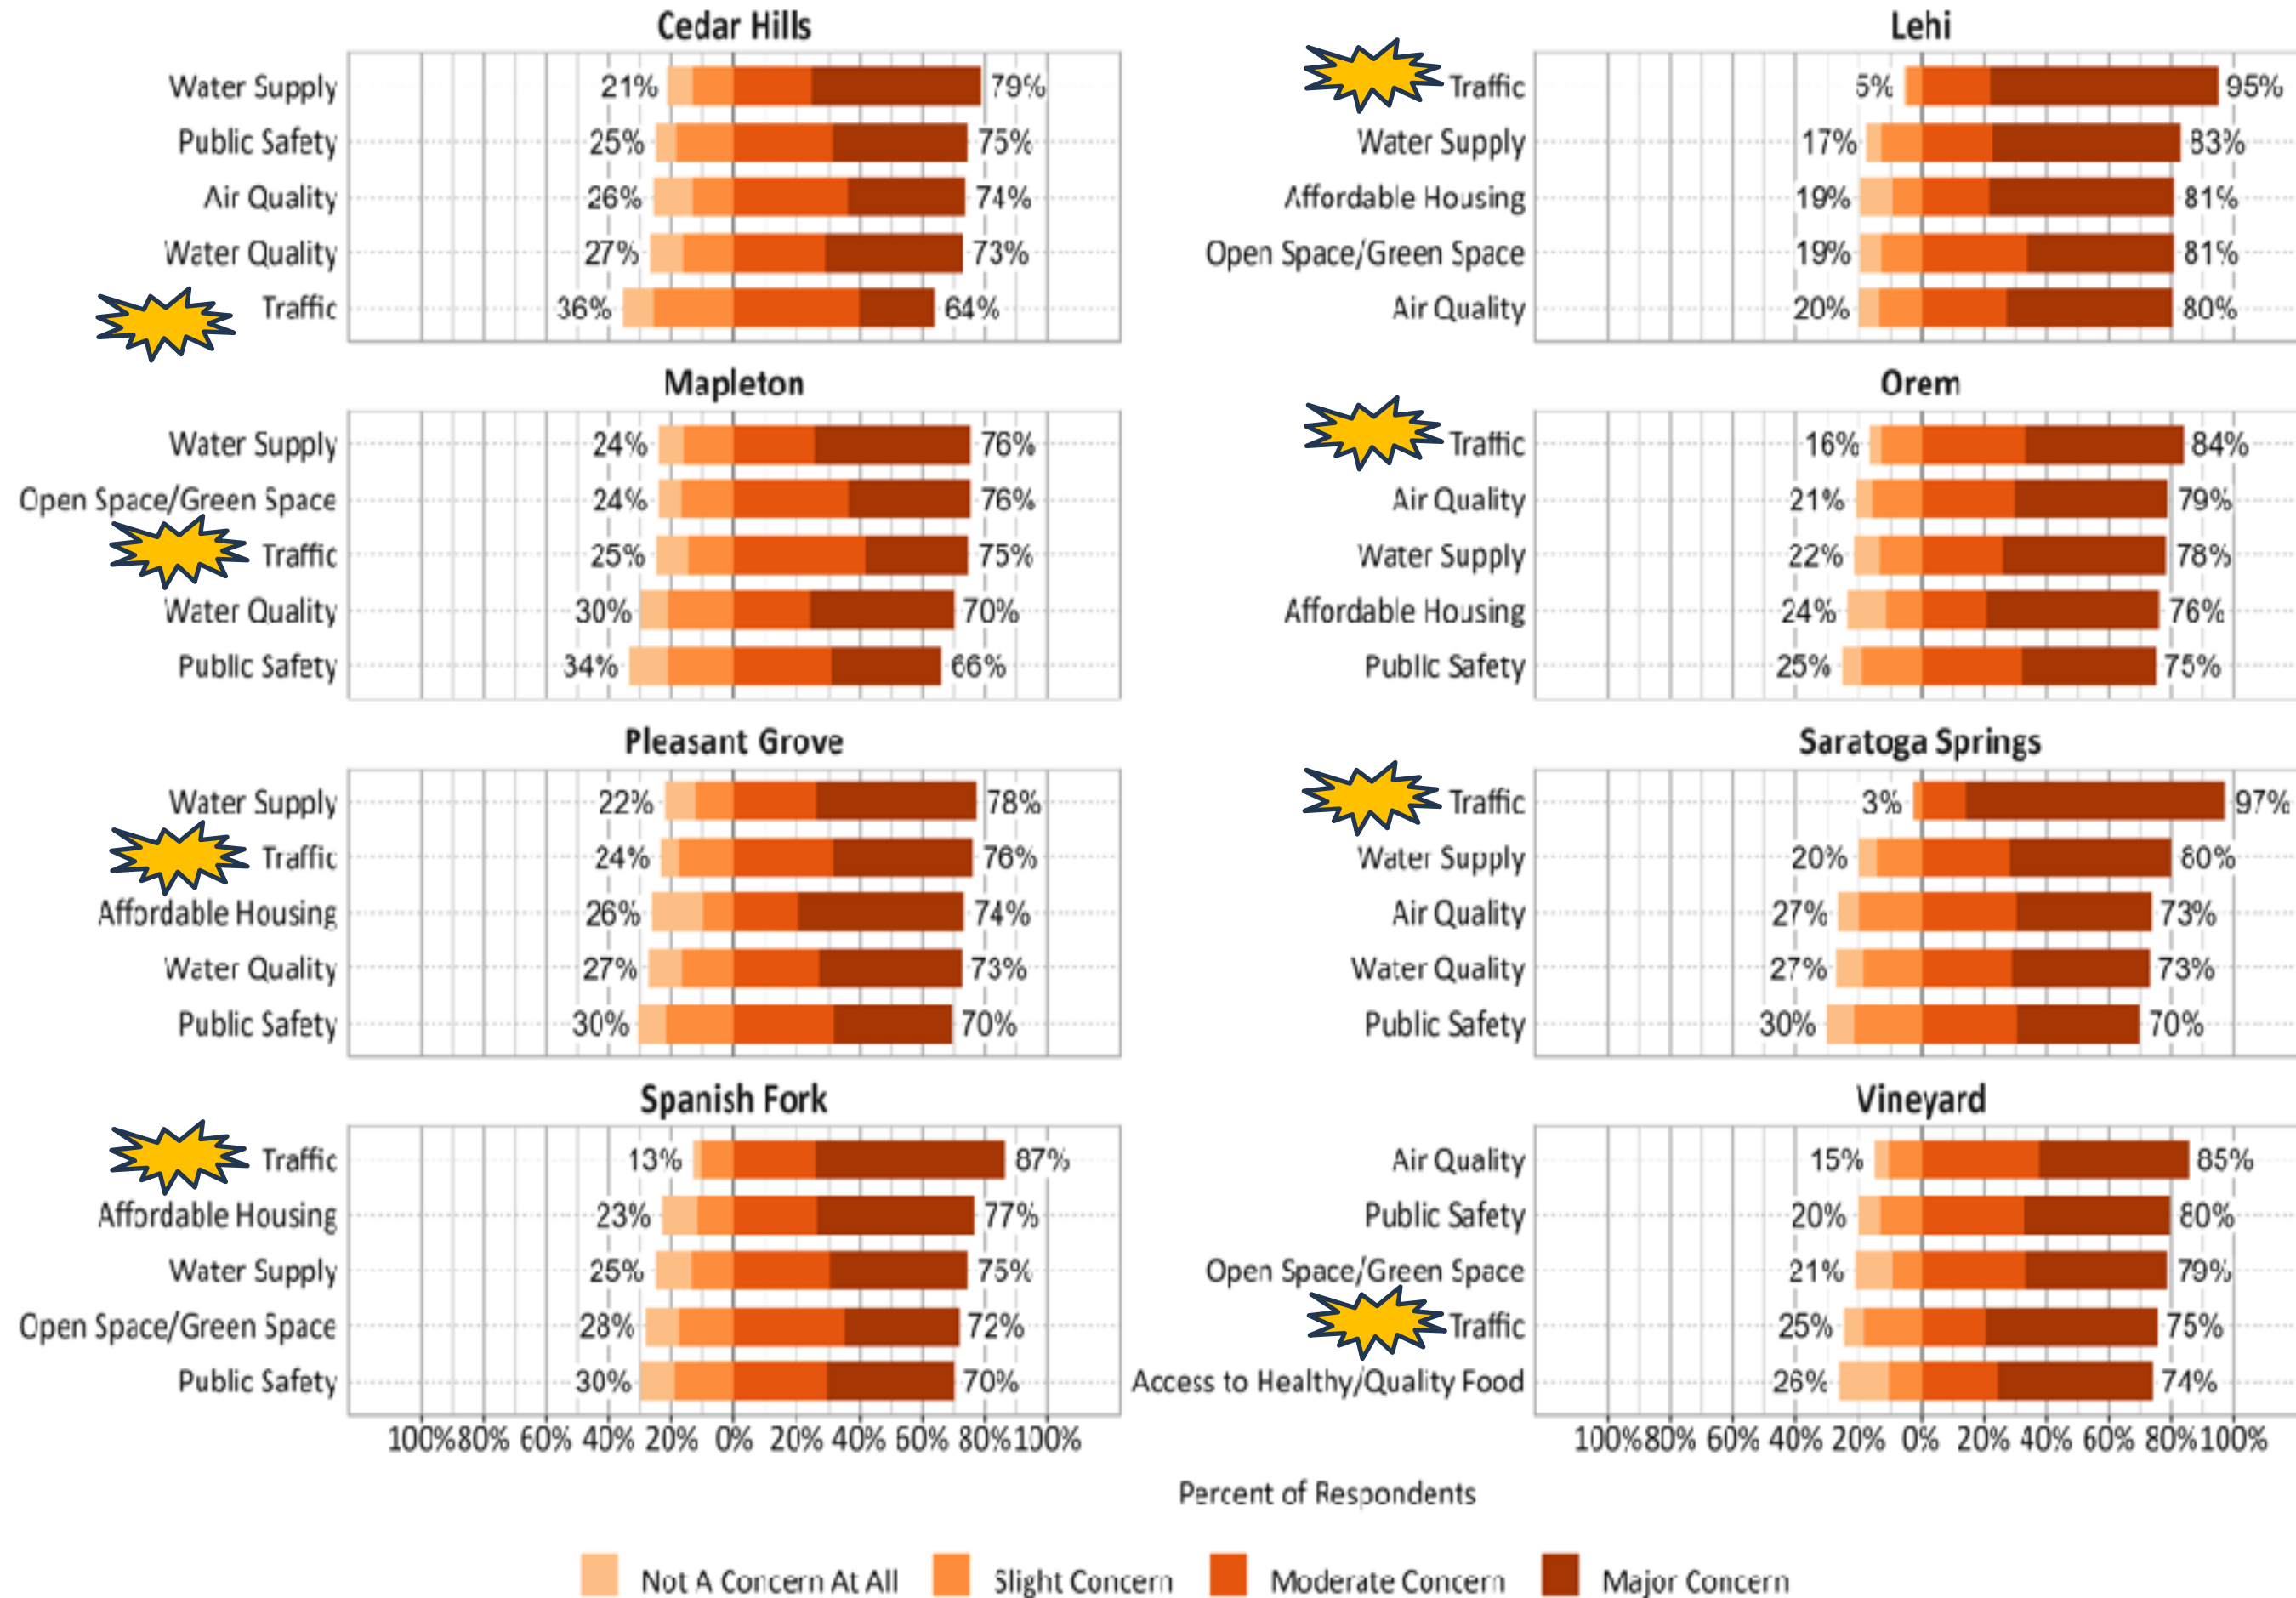 Cedar Hills
Water Supply 21% 79%
Public Safety 25% 75%
Air Quality 26% 74%
Water Quality 27% 73%
Traffic 36% 64%
Lehi
Traffic 5% 95%
Water Supply 17% 83%
Affordable Housing 19% 81%
Open Space/Green Space 19% 81%
Air Quality 20% 80%
Mapleton
Water Supply 24% 76%
Open Space/Green Space 24% 76%
Traffic 25% 75%
Water Quality 30% 70%
Public Safety 34% 66%
Orem
Traffic 16% 84%
Air Quality 21% 79%
Water Supply 22% 78%
Affordable Housing 24% 76%
Public Safety 25% 75%
Pleasant Grove
Water Supply 22% 78%
Traffic 24% 76%
Affordable Housing 26% 74%
Water Quality 27% 73%
Public Safety 30% 70%
Saratoga Springs
Traffic 3% 97%
Water Supply 20% 80%
Air Quality 27% 73%
Water Quality 27% 73%
Public Safety 30% 70%
Spanish Fork
Traffic 13% 87%
Affordable Housing 23% 77%
Water Supply 25% 75%
Open Space/Green Space 28% 72%
Public Safety 30% 70%
100% 80% 60% 40% 20% 0% 20% 40% 60% 80% 100%
Vineyard
Air Quality 15% 85%
Public Safety 20% 80%
Open Space/Green Space 21% 79%
Traffic 25% 75%
Access to Healthy/Quality Food 26% 74%
100% 80% 60% 40% 20% 0% 20% 40% 60% 80% 100%
Percent of Respondents
Not A Concern At All Slight Concern Moderate Concern Major Concern